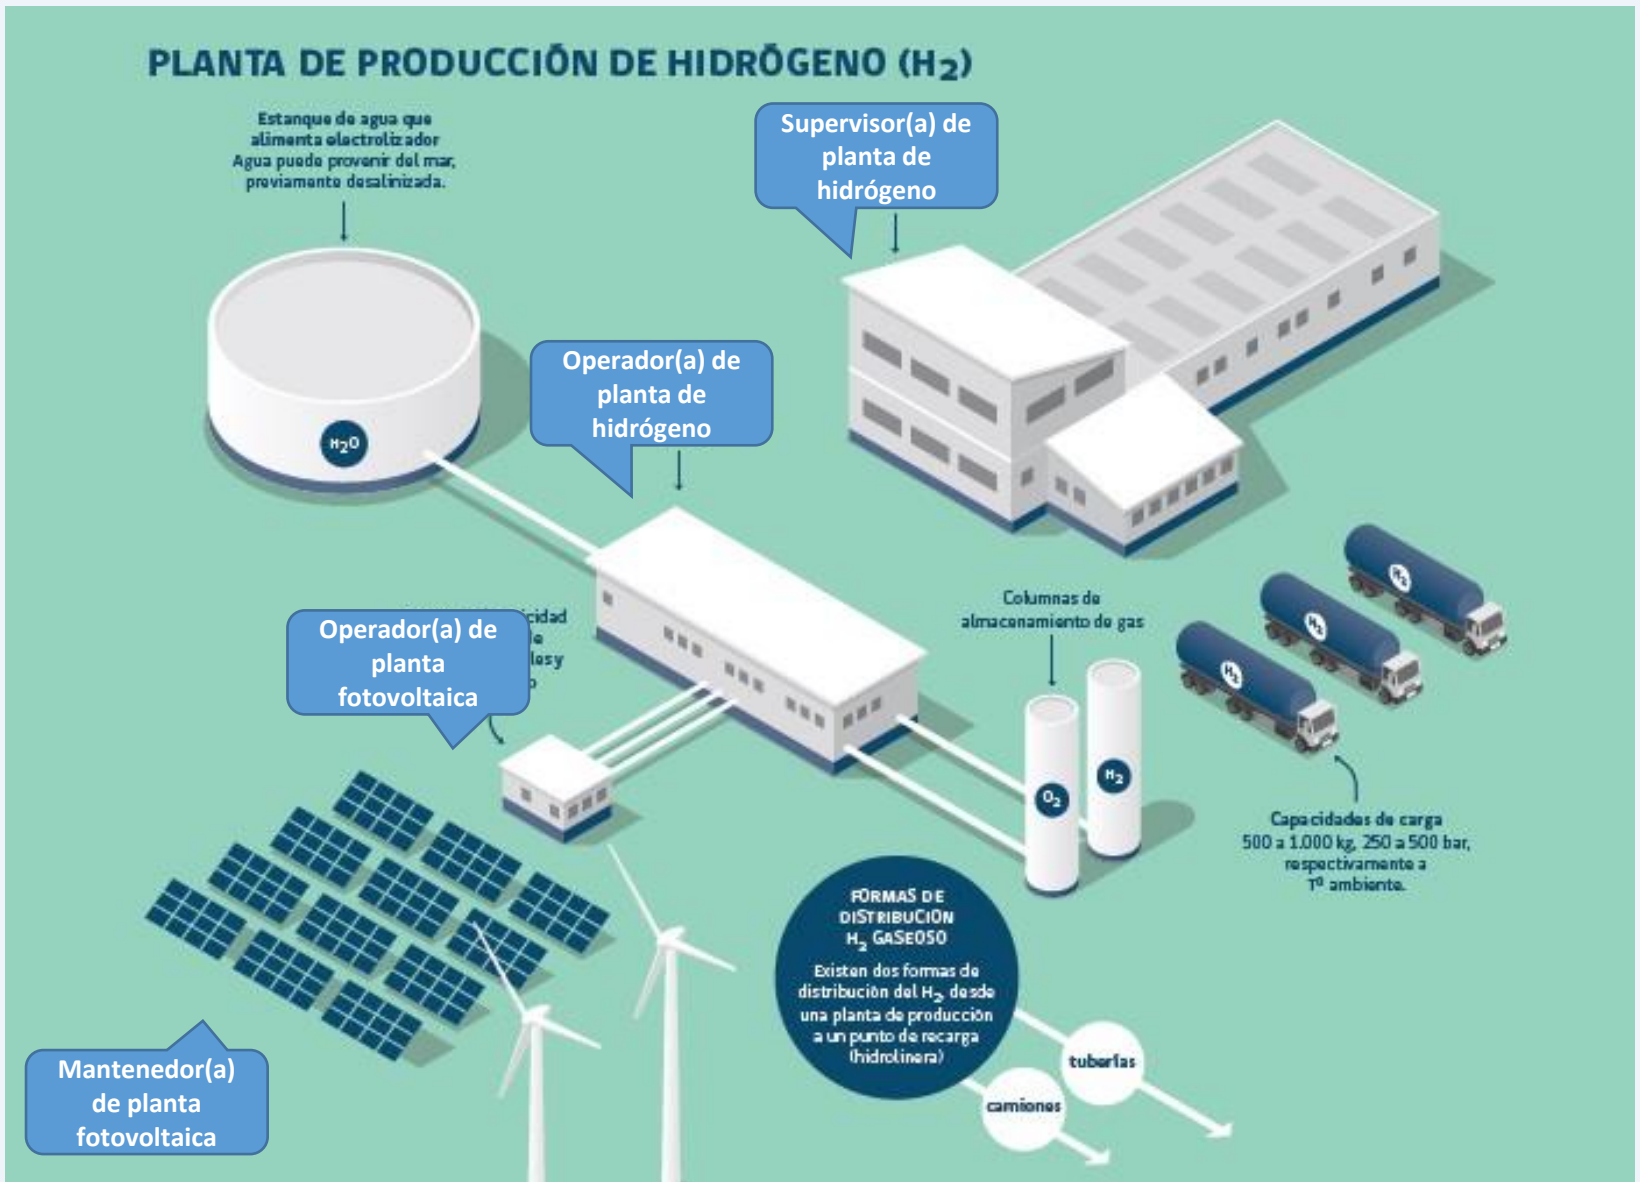 PLANTA DE PRODUCCIÓN DE HIDRÓGENO (H₂)
Estanque de agua que
alimenta electrolizador
Agua puede provenir del mar,
previamente desalinizada.
Supervisor(a) de
planta de
hidrógeno
Operador(a) de
planta de
hidrógeno
H₂O
Operador(a) de
planta
fotovoltaica
Columnas de
almacenamiento de gas
H₂
H₂
H₂
O₂
H₂
Capacidades de carga
500 a 1.000 kg, 250 a 500 bar,
respectivamente a
Tº ambiente.
FORMAS DE
DISTRIBUCIÓN
H₂ GASEOSO
Existen dos formas de
distribución del H₂ desde
una planta de producción
a un punto de recarga
(hidrolinera)
tuberías
camiones
Mantenedor(a)
de planta
fotovoltaica